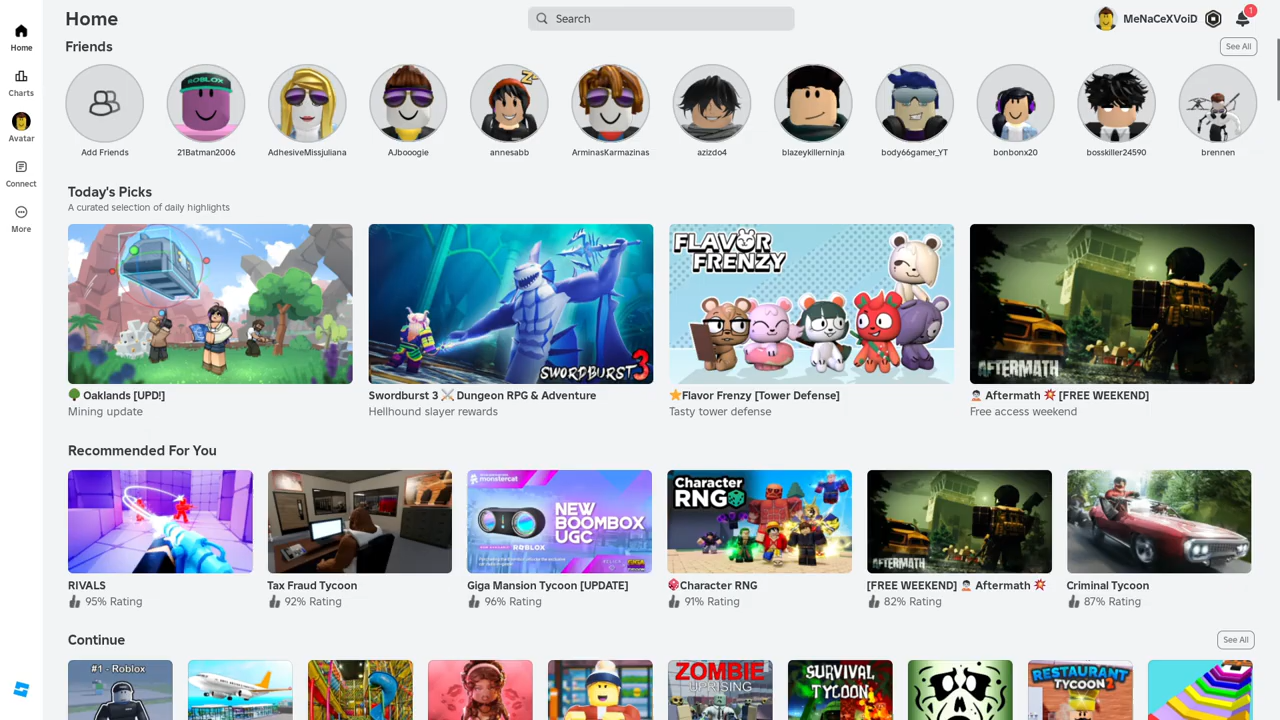 Home
Search
MeNaCeXVoiD
1
Home
Charts
Avatar
Connect
More
Friends
See All
ROBLOX
Z
Add Friends
21Batman2006
AdhesiveMissjuliana
AJbooogie
annesabb
ArminasKarmazinas
azizdo4
blazeykillerninja
body66gamer_YT
bonbonx20
bosskiller24590
brennen
Today's Picks
A curated selection of daily highlights
SWORDBURST 3
FLAVOR
FRENZY
AFTERMATH
Oaklands [UPD!]
Mining update
Swordburst 3 ⚔️ Dungeon RPG & Adventure
Hellhound slayer rewards
⭐Flavor Frenzy [Tower Defense]
Tasty tower defense
Aftermath 💥 [FREE WEEKEND]
Free access weekend
Recommended For You
monstercat
NEW
BOOMBOX
UGC
ROBLOX
Character
RNG
AFTERMATH
RIVALS
95% Rating
Tax Fraud Tycoon
92% Rating
Giga Mansion Tycoon [UPDATE]
96% Rating
Character RNG
91% Rating
[FREE WEEKEND] Aftermath 💥
82% Rating
Criminal Tycoon
87% Rating
Continue
See All
#1 - Roblox
ZOMBIE
UPRISING
SURVIVAL
TYCOON
RESTAURANT
TYCOON 2